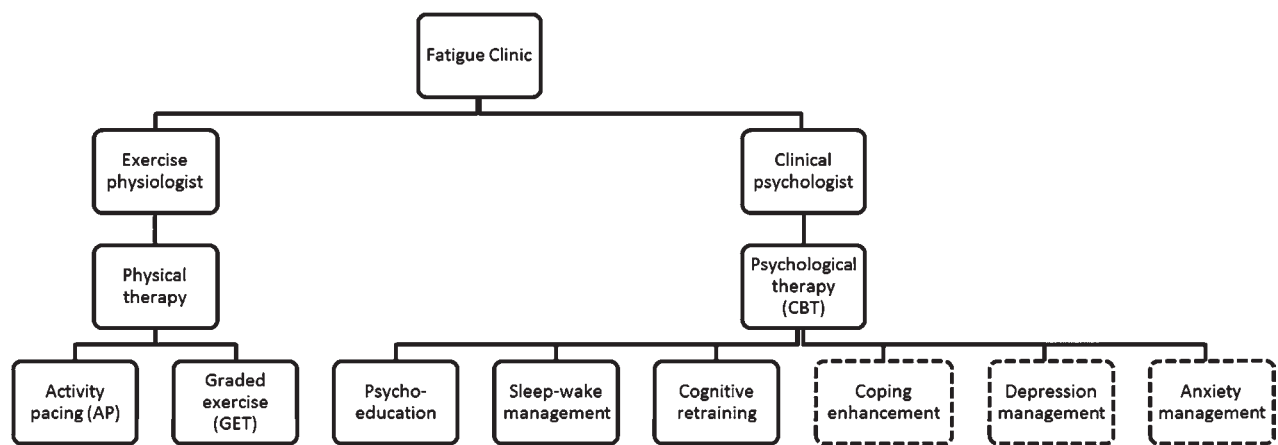 Fatigue Clinic
Exercise
physiologist
Clinical
psychologist
Physical
therapy
Psychological
therapy
(CBT)
Activity
pacing (AP)
Graded
exercise
(GET)
Psycho-
education
Sleep-wake
management
Cognitive
retraining
Coping
enhancement
Depression
management
Anxiety
management